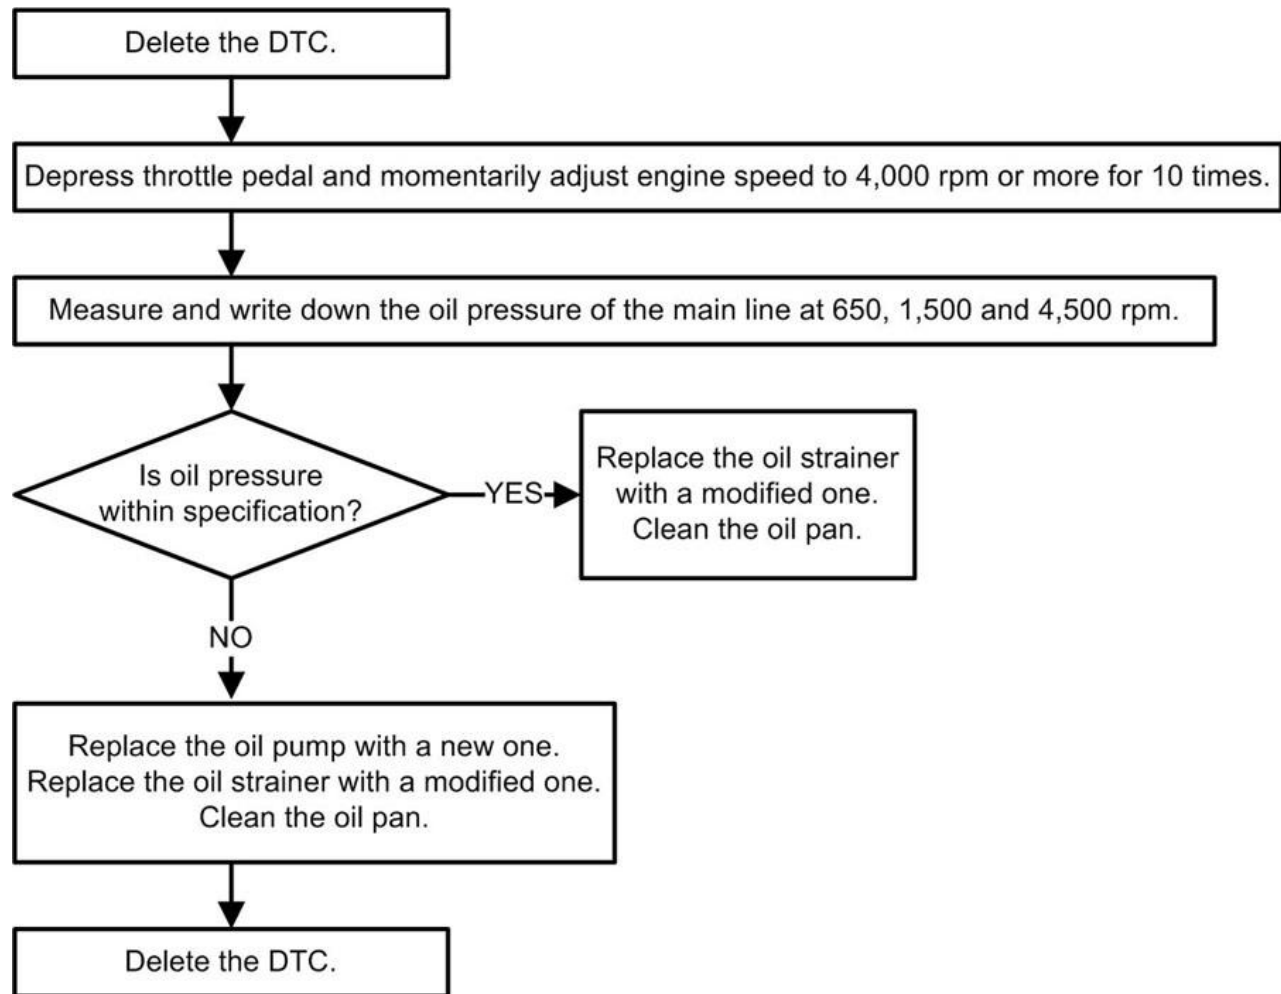 Delete the DTC.
Depress throttle pedal and momentarily adjust engine speed to 4,000 rpm or more for 10 times.
Measure and write down the oil pressure of the main line at 650, 1,500 and 4,500 rpm.
Is oil pressure
within specification?
YES
Replace the oil strainer
with a modified one.
Clean the oil pan.
NO
Replace the oil pump with a new one.
Replace the oil strainer with a modified one.
Clean the oil pan.
Delete the DTC.